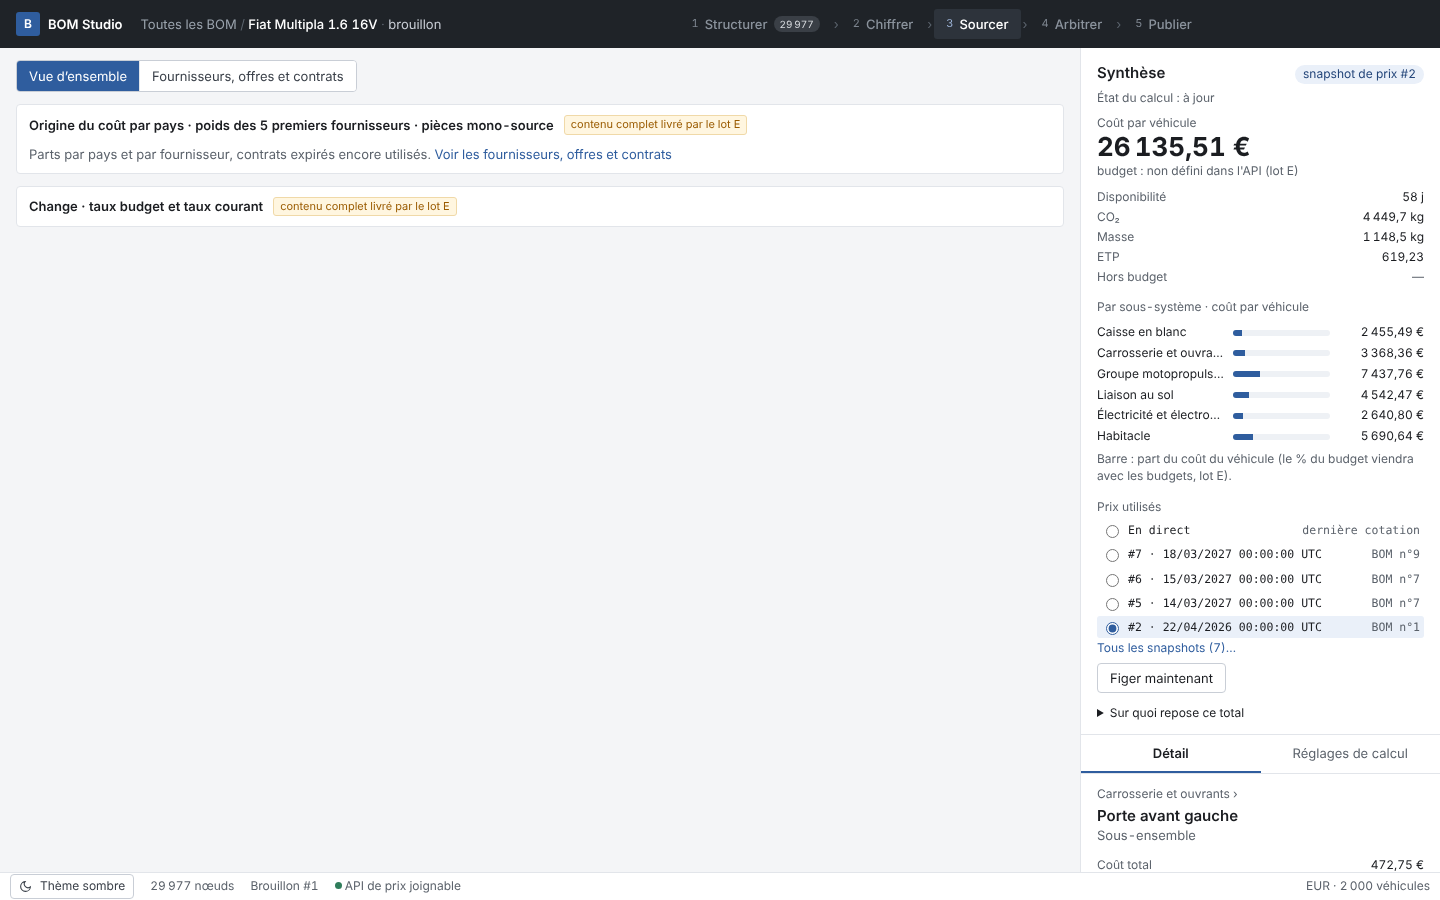 B BOM Studio Toutes les BOM / Fiat Multipla 1.6 16V · brouillon 1 Structurer 29 977 › 2 Chiffrer › 3 Sourcer › 4 Arbitrer › 5 Publier
Vue d’ensemble Fournisseurs, offres et contrats
Origine du coût par pays · poids des 5 premiers fournisseurs · pièces mono-source contenu complet livré par le lot E
Parts par pays et par fournisseur, contrats expirés encore utilisés. Voir les fournisseurs, offres et contrats
Change · taux budget et taux courant contenu complet livré par le lot E
Synthèse snapshot de prix #2
État du calcul : à jour
Coût par véhicule
26 135,51 €
budget : non défini dans l'API (lot E)
Disponibilité 58 j
CO₂ 4 449,7 kg
Masse 1 148,5 kg
ETP 619,23
Hors budget —
Par sous-système · coût par véhicule
Caisse en blanc 2 455,49 €
Carrosserie et ouvra… 3 368,36 €
Groupe motopropuls… 7 437,76 €
Liaison au sol 4 542,47 €
Électricité et électro… 2 640,80 €
Habitacle 5 690,64 €
Barre : part du coût du véhicule (le % du budget viendra
avec les budgets, lot E).
Prix utilisés
En direct dernière cotation
#7 · 18/03/2027 00:00:00 UTC BOM n°9
#6 · 15/03/2027 00:00:00 UTC BOM n°7
#5 · 14/03/2027 00:00:00 UTC BOM n°7
#2 · 22/04/2026 00:00:00 UTC BOM n°1
Tous les snapshots (7)…
Figer maintenant
Sur quoi repose ce total
Détail Réglages de calcul
Carrosserie et ouvrants ›
Porte avant gauche
Sous-ensemble
Coût total 472,75 €
Thème sombre 29 977 nœuds Brouillon #1 API de prix joignable EUR · 2 000 véhicules